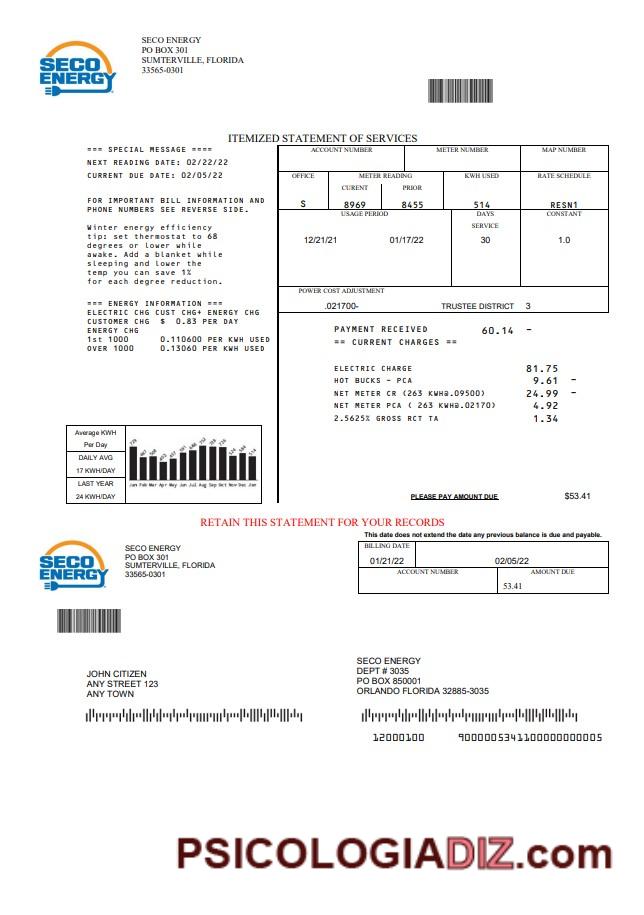 SECO ENERGY
SECO ENERGY
PO BOX 301
SUMTERVILLE, FLORIDA
33565-0301
ITEMIZED STATEMENT OF SERVICES
=== SPECIAL MESSAGE ====
NEXT READING DATE: 02/22/22
CURRENT DUE DATE: 02/05/22
FOR IMPORTANT BILL INFORMATION AND
PHONE NUMBERS SEE REVERSE SIDE.
Winter energy efficiency
tip: set thermostat to 68
degrees or lower while
awake. Add a blanket while
sleeping and lower the
temp you can save 1%
for each degree reduction.
=== ENERGY INFORMATION ===
ELECTRIC CHG CUST CHG+ ENERGY CHG
CUSTOMER CHG $ 0.83 PER DAY
ENERGY CHG
1st 1000 0.110600 PER KWH USED
OVER 1000 0.13060 PER KWH USED
ACCOUNT NUMBER METER NUMBER MAP NUMBER
OFFICE METER READING KWH USED RATE SCHEDULE
CURENT PRIOR
S 8969 8455 514 RESN1
USAGE PERIOD DAYS CONSTANT
SERVICE
12/21/21 01/17/22 30 1.0
POWER COST ADJUSTMENT
.021700- TRUSTEE DISTRICT 3
PAYMENT RECEIVED 60.14 -
== CURRENT CHARGES ==
ELECTRIC CHARGE 81.75
HOT BUCKS - PCA 9.61 -
NET METER CR (263 KWH@.09500) 24.99 -
NET METER PCA ( 263 KWH@.02170) 4.92
2.5625% GROSS RCT TA 1.34
Average KWH
Per Day
DAILY AVG
17 KWH/DAY
LAST YEAR
24 KWH/DAY
Jan Feb Mar Apr May Jun Jul Aug Sep Oct Nov Dec Jan
PLEASE PAY AMOUNT DUE $53.41
RETAIN THIS STATEMENT FOR YOUR RECORDS
This date does not extend the date any previous balance is due and payable.
SECO ENERGY
SECO ENERGY
PO BOX 301
SUMTERVILLE, FLORIDA
33565-0301
BILLING DATE
01/21/22 02/05/22
ACCOUNT NUMBER AMOUNT DUE
53.41
JOHN CITIZEN
ANY STREET 123
ANY TOWN
SECO ENERGY
DEPT # 3035
PO BOX 850001
ORLANDO FLORIDA 32885-3035
12000100 9000005341100000000005
PSICOLOGIADIZ.com